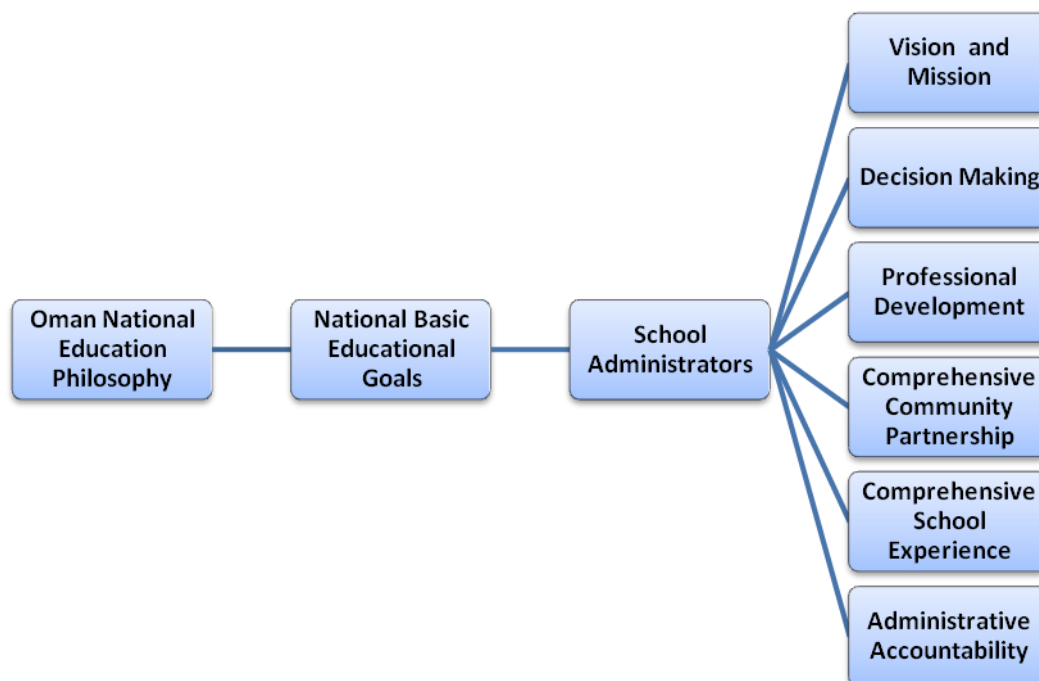 Oman National
Education
Philosophy
National Basic
Educational
Goals
School
Administrators
Vision and
Mission
Decision Making
Professional
Development
Comprehensive
Community
Partnership
Comprehensive
School
Experience
Administrative
Accountability